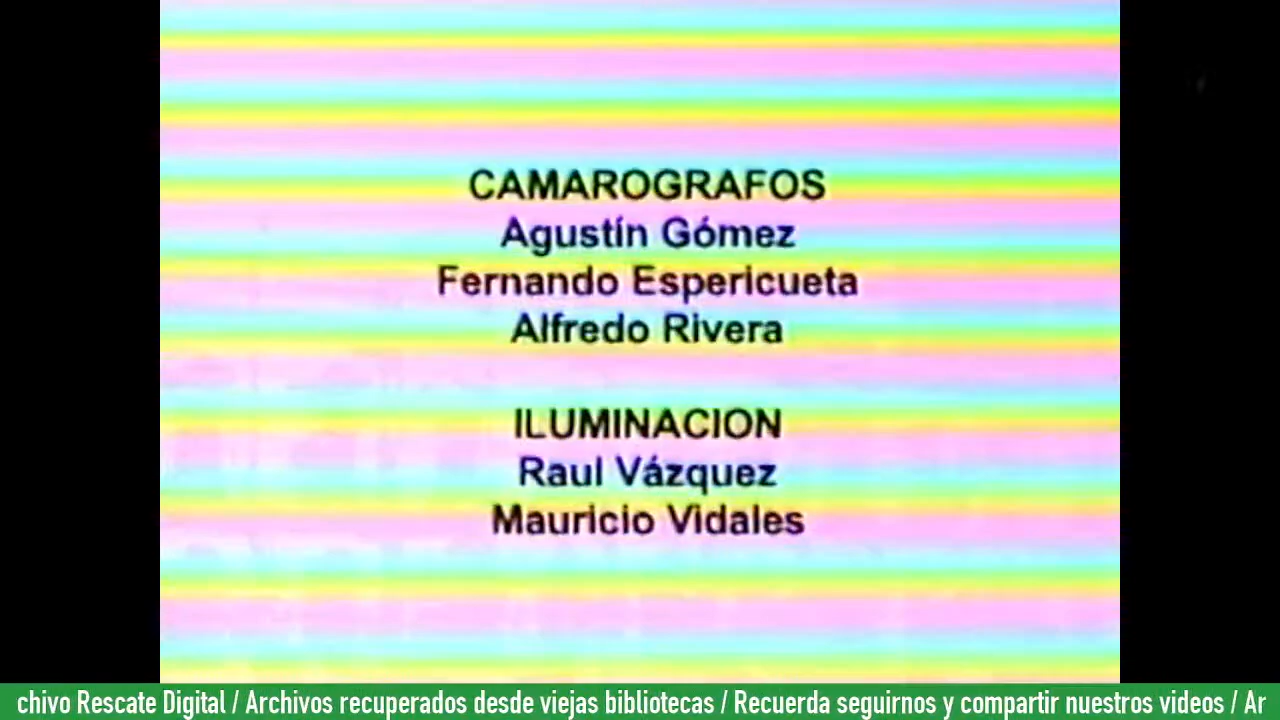 CAMAROGRAFOS
Agustín Gómez
Fernando Espericueta
Alfredo Rivera
ILUMINACION
Raul Vázquez
Mauricio Vidales
chivo Rescate Digital / Archivos recuperados desde viejas bibliotecas / Recuerda seguirnos y compartir nuestros videos / Ar